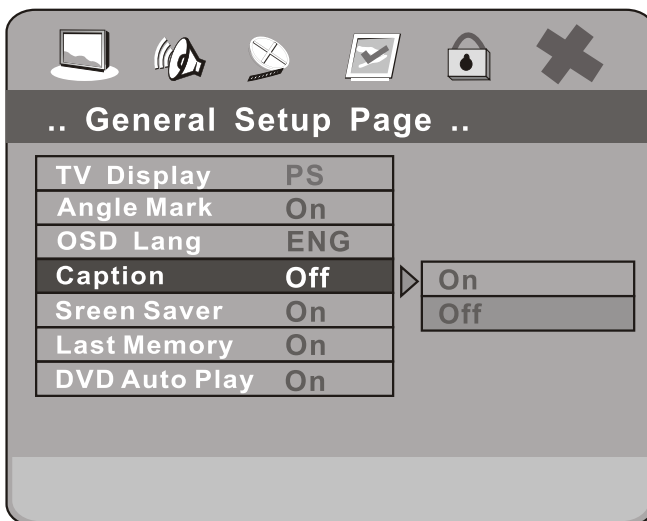 .. General Setup Page ..
TV Display PS
Angle Mark On
OSD Lang ENG
Caption Off On
Sreen Saver On Off
Last Memory On
DVD Auto Play On